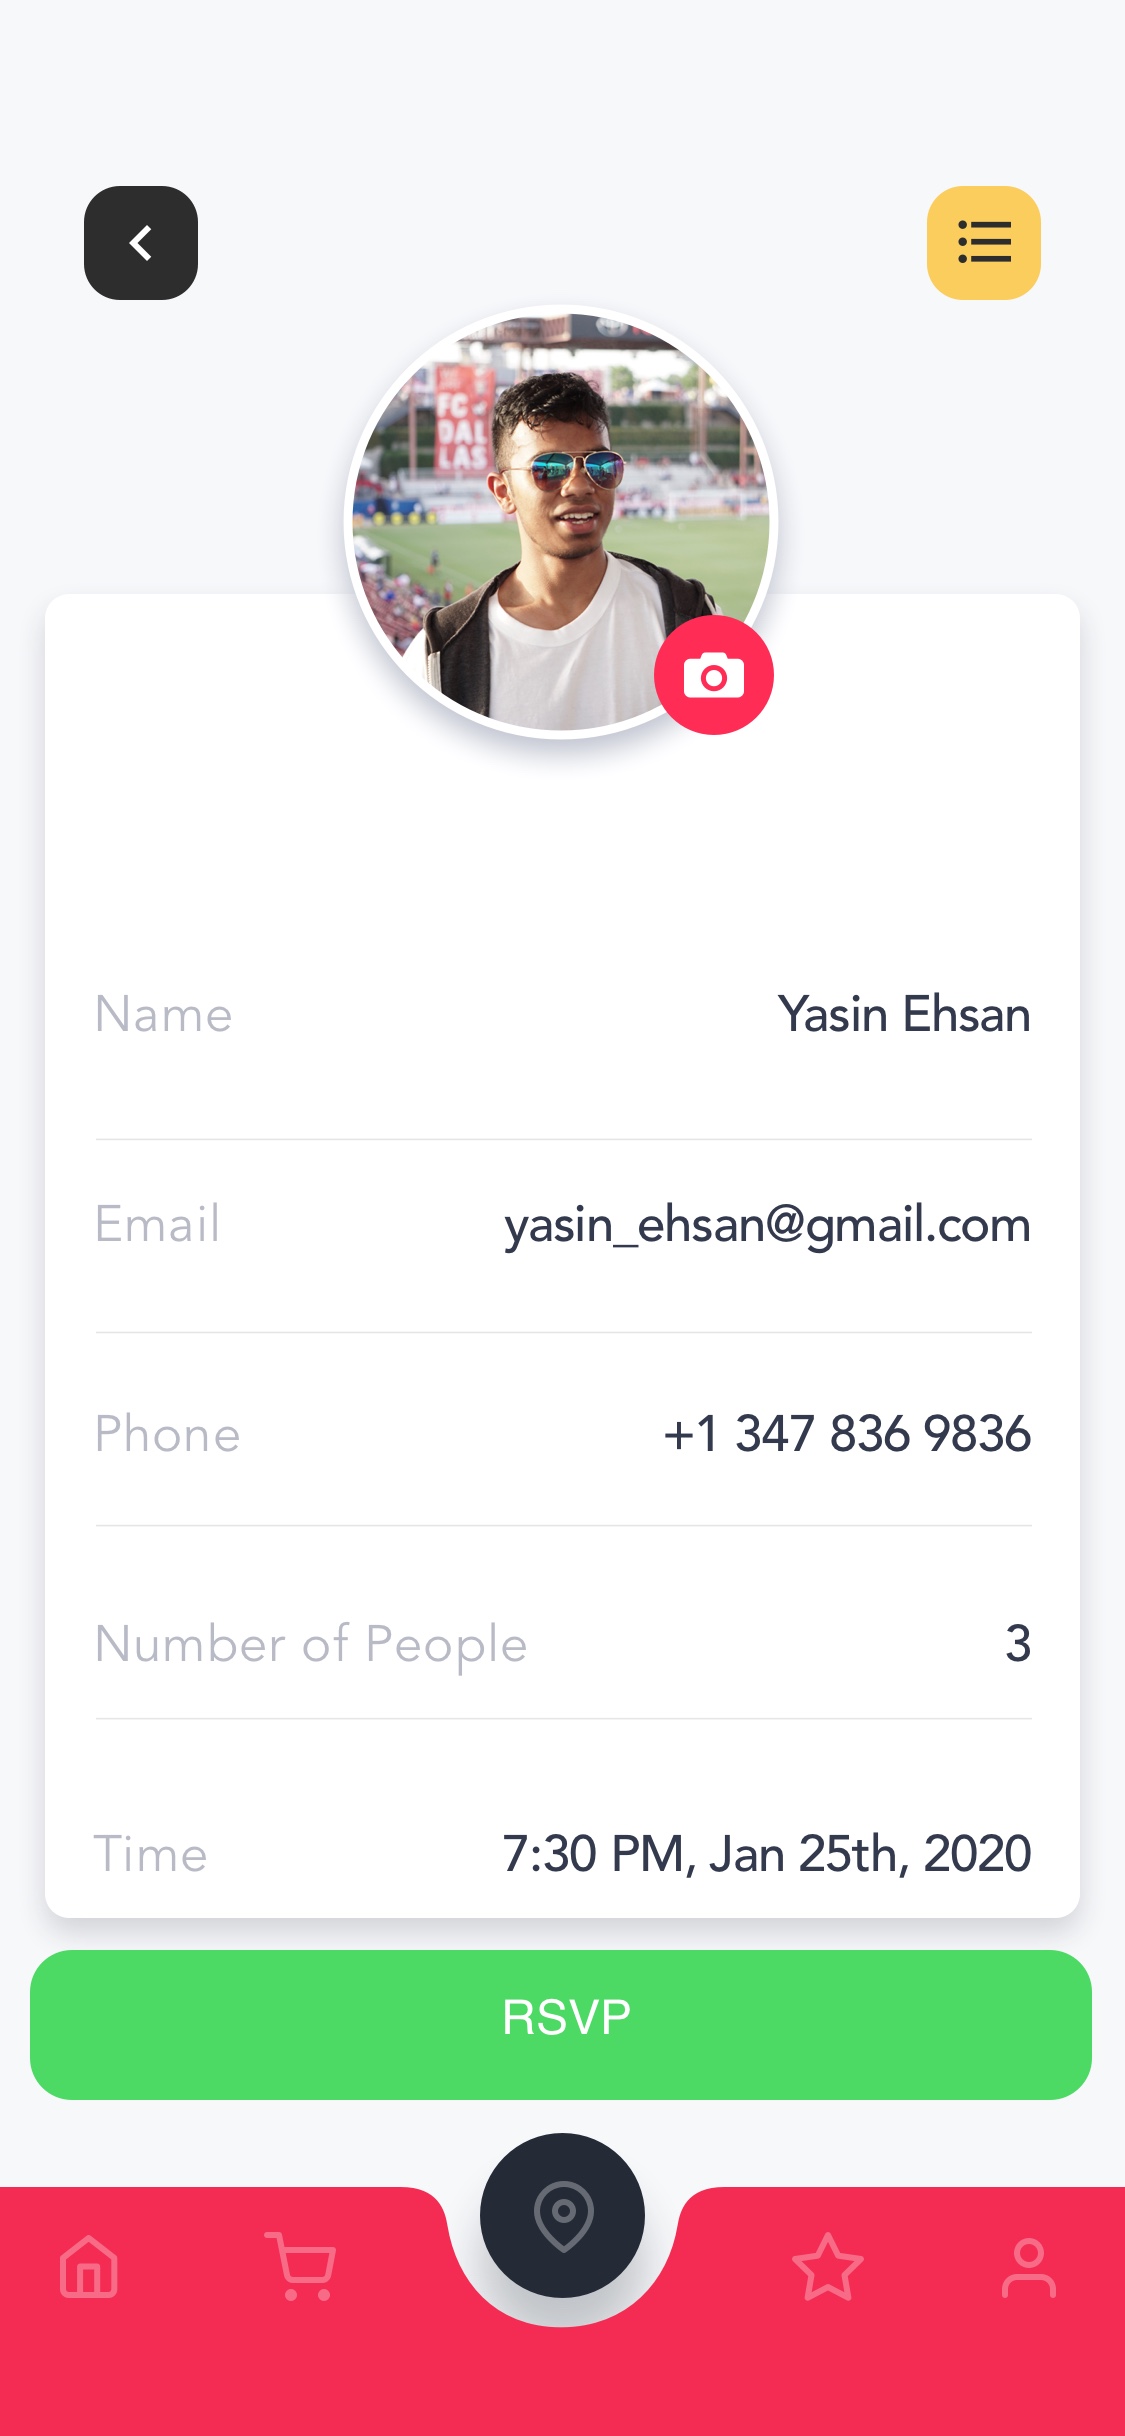 FC
DAL
LAS
Name
Yasin Ehsan
Email
yasin_ehsan@gmail.com
Phone
+1 347 836 9836
Number of People
3
Time
7:30 PM, Jan 25th, 2020
RSVP